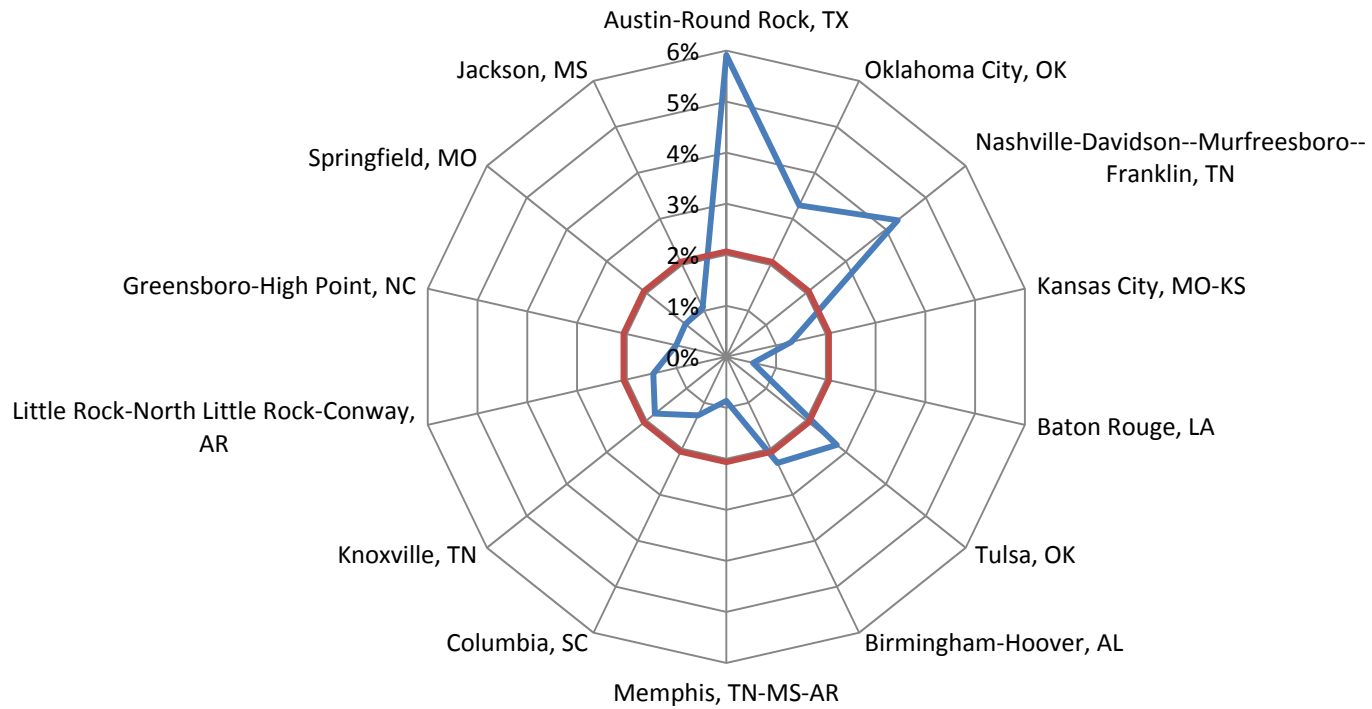 Austin-Round Rock, TX
6%
Jackson, MS
Oklahoma City, OK
5%
4%
Springfield, MO
Nashville-Davidson--Murfreesboro--
Franklin, TN
3%
2%
Greensboro-High Point, NC
Kansas City, MO-KS
1%
0%
Little Rock-North Little Rock-Conway,
AR
Baton Rouge, LA
Knoxville, TN
Tulsa, OK
Columbia, SC
Birmingham-Hoover, AL
Memphis, TN-MS-AR